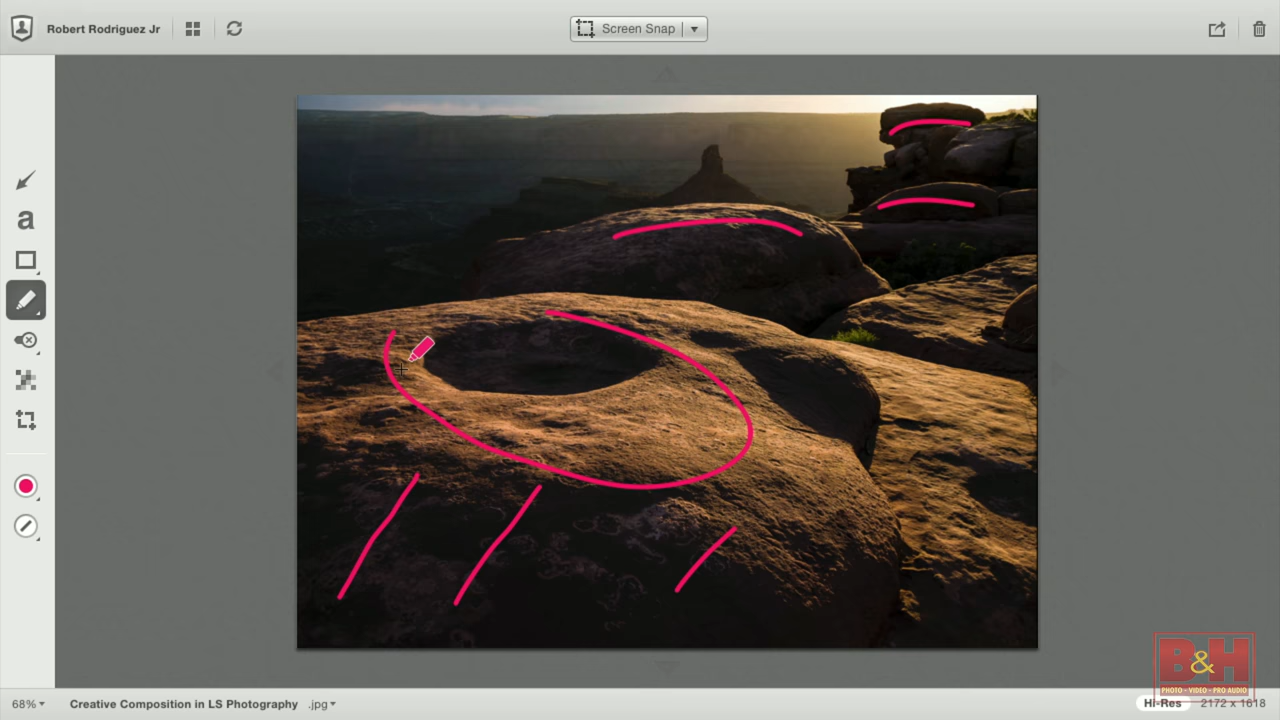 Robert Rodriguez Jr
Screen Snap
a
B&H
PHOTO - VIDEO - PRO AUDIO
68%
Creative Composition in LS Photography .jpg
Hi-Res 2172 x 1618